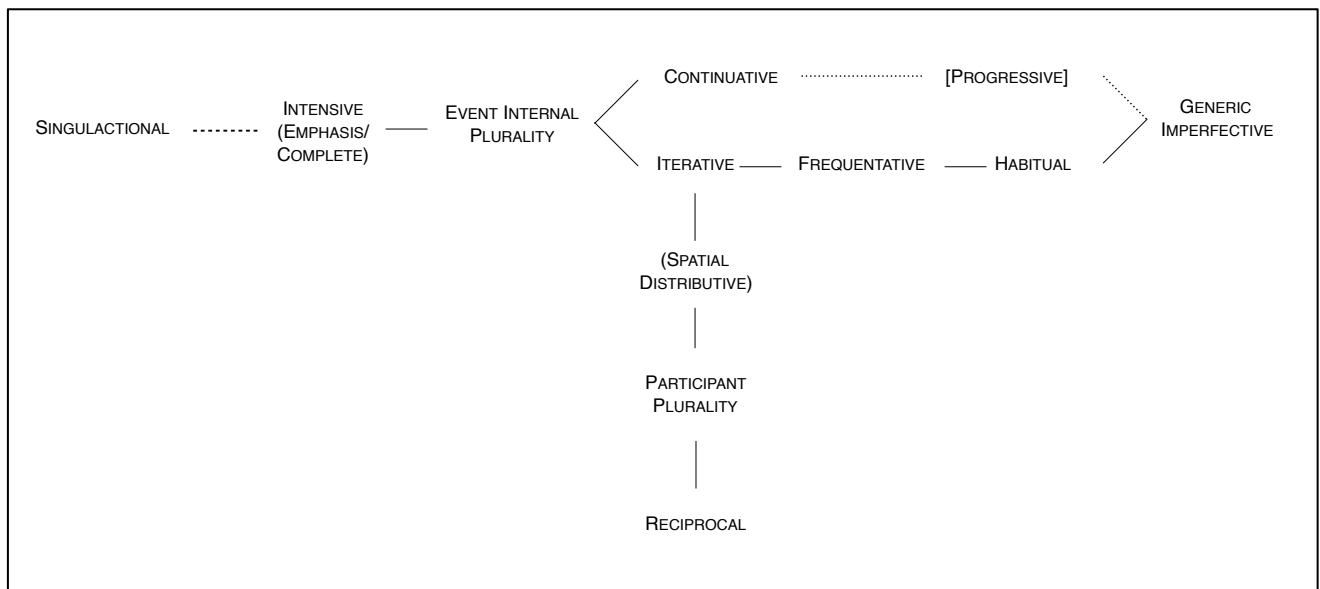 CONTINUATIVE
[PROGRESSIVE]
SINGULACTIONAL
INTENSIVE
(EMPHASIS/
COMPLETE)
EVENT INTERNAL
PLURALITY
GENERIC
IMPERFECTIVE
ITERATIVE
FREQUENTATIVE
HABITUAL
(SPATIAL
DISTRIBUTIVE)
PARTICIPANT
PLURALITY
RECIPROCAL